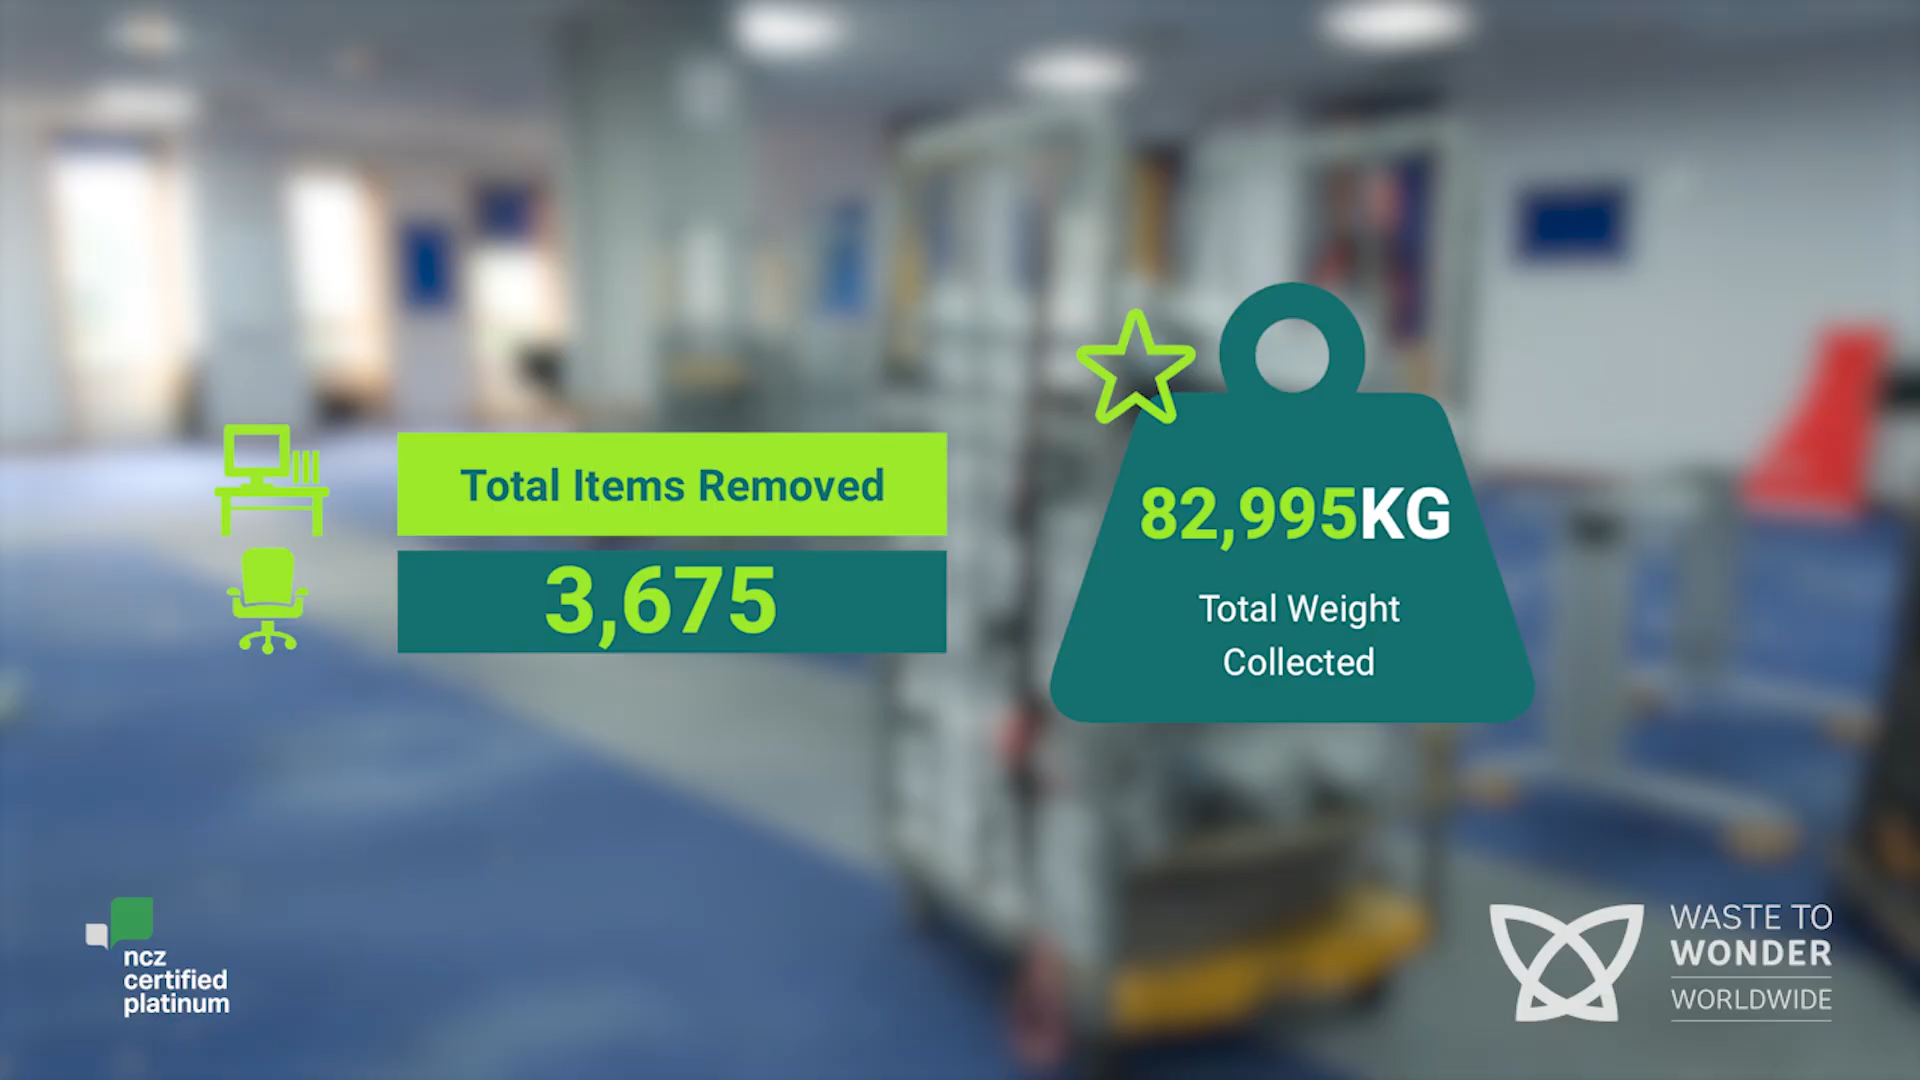 Total Items Removed
3,675
82,995KG
Total Weight
Collected
ncz
certified
platinum
WASTE TO
WONDER
WORLDWIDE